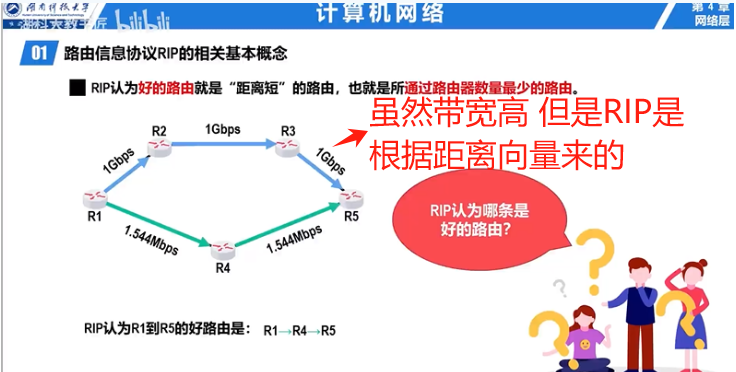 湖南科技大学
计算机网络
第 4 章
网络层
bilibili
01 路由信息协议RIP的相关基本概念
RIP认为好的路由就是“距离短”的路由,也就是所通过路由器数量最少的路由。
虽然带宽高 但是RIP是
根据距离向量来的
R2
1Gbps
R3
1Gbps
1Gbps
R1
R5
1.544Mbps
1.544Mbps
R4
RIP认为哪条是
好的路由?
RIP认为R1到R5的好路由是: R1→R4→R5